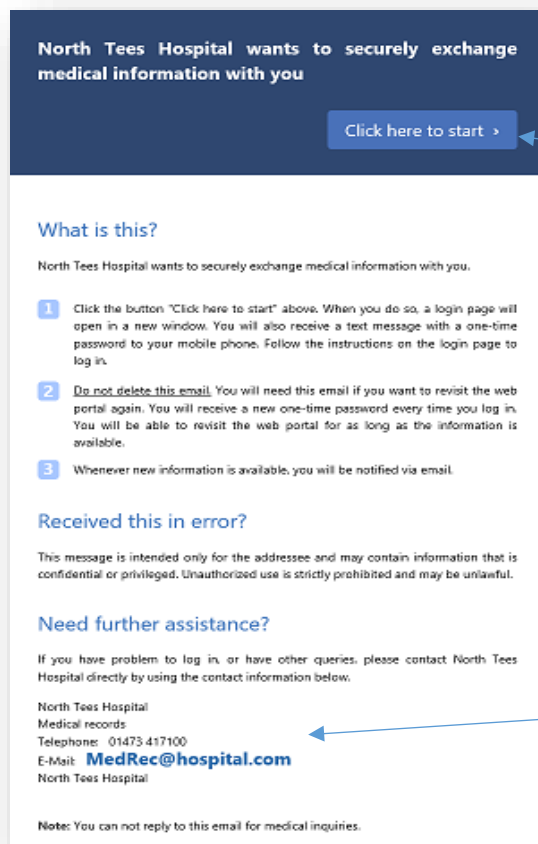 North Tees Hospital wants to securely exchange
medical information with you
Click here to start ›
What is this?
North Tees Hospital wants to securely exchange medical information with you.
1 Click the button "Click here to start" above. When you do so, a login page will
open in a new window. You will also receive a text message with a one-time
password to your mobile phone. Follow the instructions on the login page to
log in.
2 Do not delete this email. You will need this email if you want to revisit the web
portal again. You will receive a new one-time password every time you log in.
You will be able to revisit the web portal for as long as the information is
available.
3 Whenever new information is available, you will be notified via email.
Received this in error?
This message is intended only for the addressee and may contain information that is
confidential or privileged. Unauthorized use is strictly prohibited and may be unlawful.
Need further assistance?
If you have problem to log in, or have other queries, please contact North Tees
Hospital directly by using the contact information below.
North Tees Hospital
Medical records
Telephone: 01473 417100
E-Mail: MedRec@hospital.com
North Tees Hospital
Note: You can not reply to this email for medical inquiries.